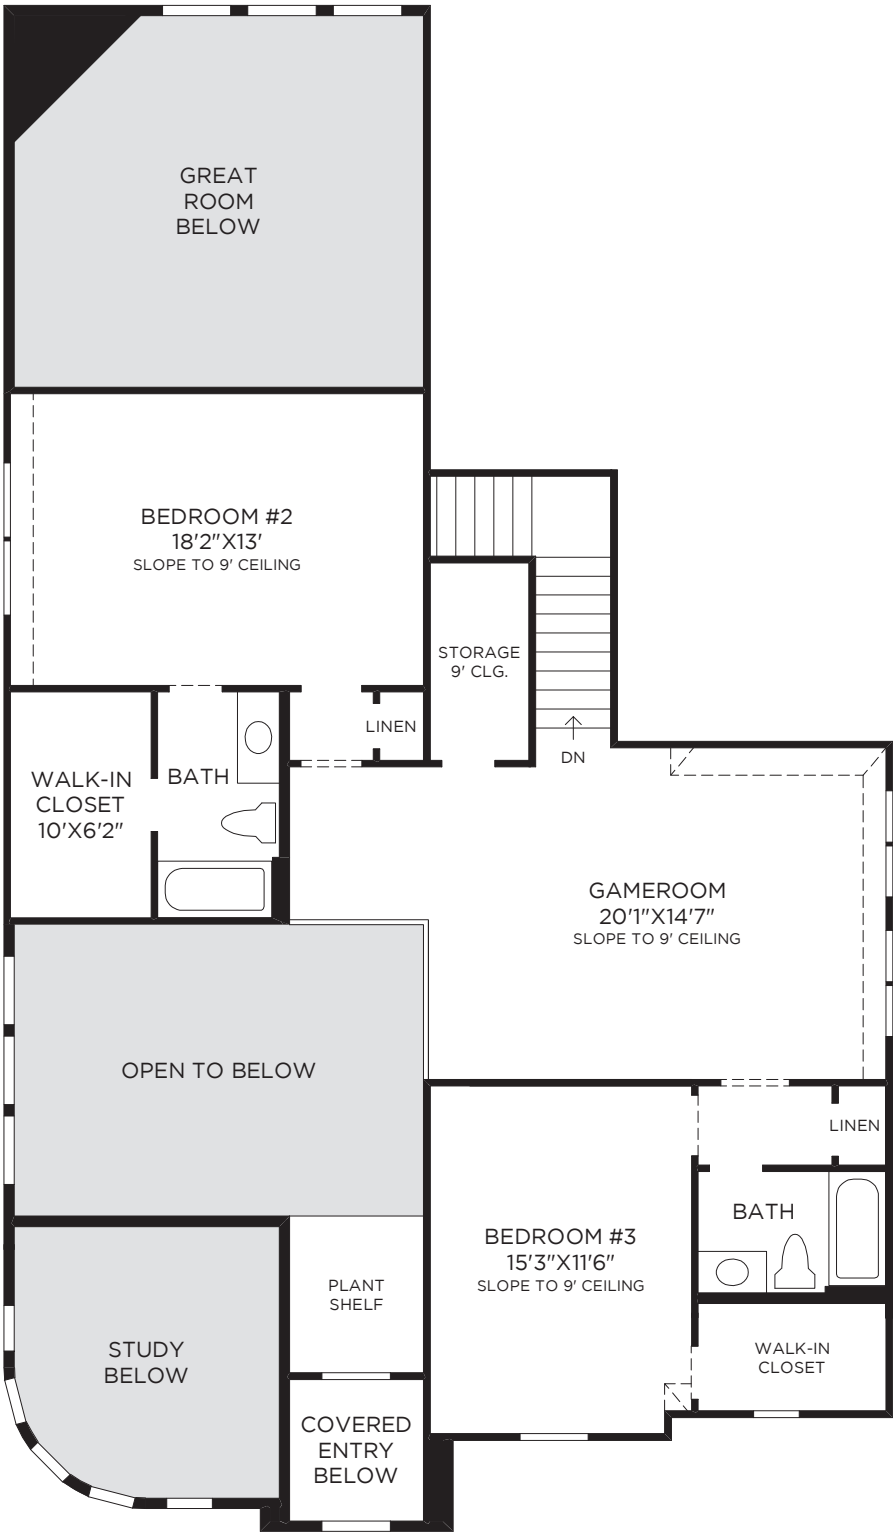 GREAT
ROOM
BELOW
BEDROOM #2
18'2"X13'
SLOPE TO 9' CEILING
STORAGE
9' CLG.
LINEN
DN
WALK-IN
CLOSET
10'X6'2"
BATH
GAMEROOM
20'1"X14'7"
SLOPE TO 9' CEILING
OPEN TO BELOW
LINEN
BATH
BEDROOM #3
15'3"X11'6"
SLOPE TO 9' CEILING
PLANT
SHELF
STUDY
BELOW
WALK-IN
CLOSET
COVERED
ENTRY
BELOW